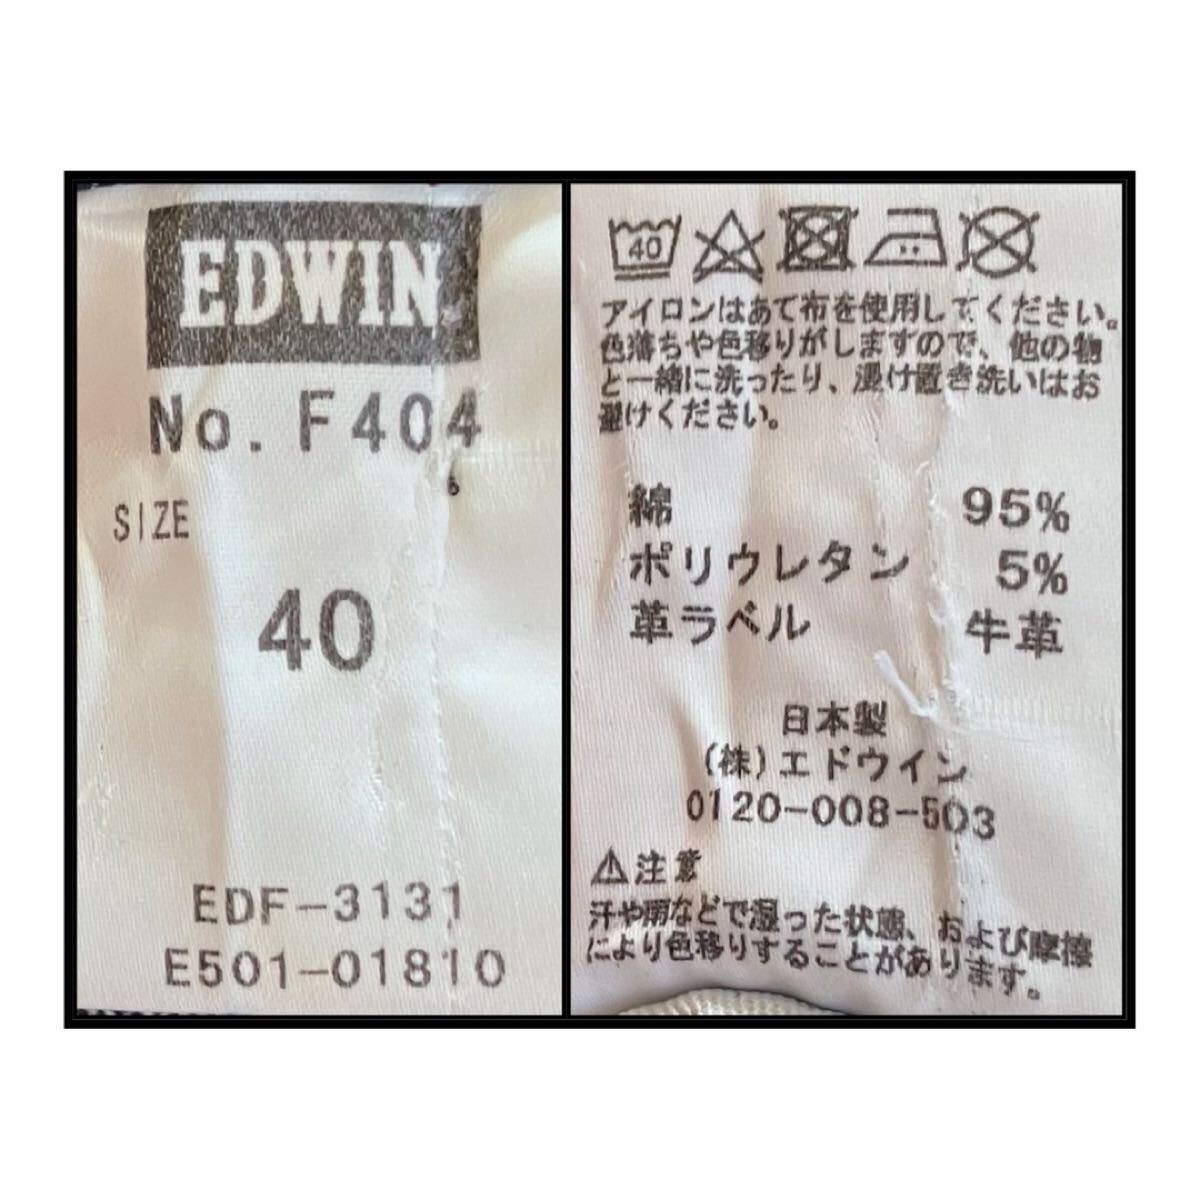 EDWIN
No. F404
6
SIZE
40
EDF-3131
E501-01810
40
アイロンはあて布を使用してください。
色落ちや色移りがしますので、他の物
と一緒に洗ったり、浸け置き洗いはお
避けください。
綿 95%
ポリウレタン 5%
革ラベル 牛革
日本製
(株)エドウイン
0120-008-503
⚠注意
汗や雨などで湿った状態、および摩擦
により色移りすることがあります。